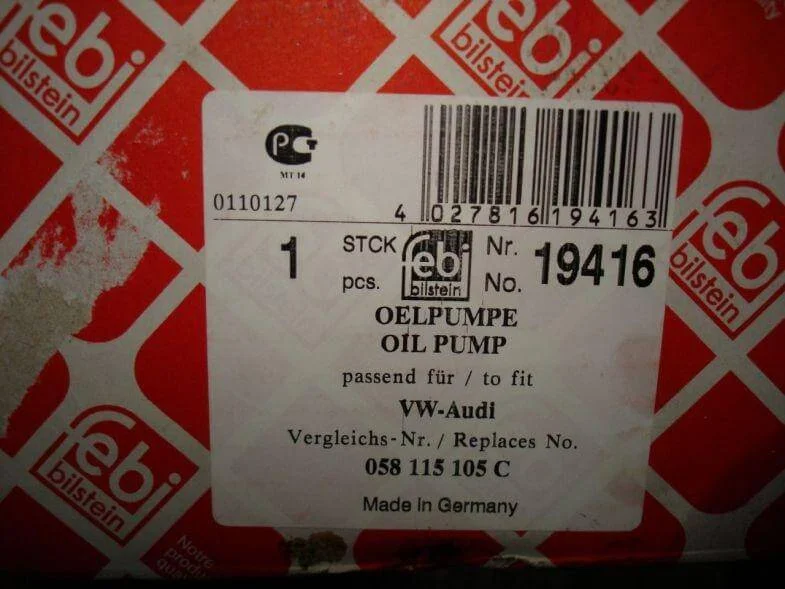 febi
bilstein
febi
bilstein
PCT
MT 14
0110127
4 027816 194163
1
STCK
pcs.
febi
bilstein
Nr.
No.
19416
OELPUMPE
OIL PUMP
passend für / to fit
VW-Audi
Vergleichs-Nr. / Replaces No.
058 115 105 C
Made in Germany
febi
bilstein
febi
bilstein
Notre